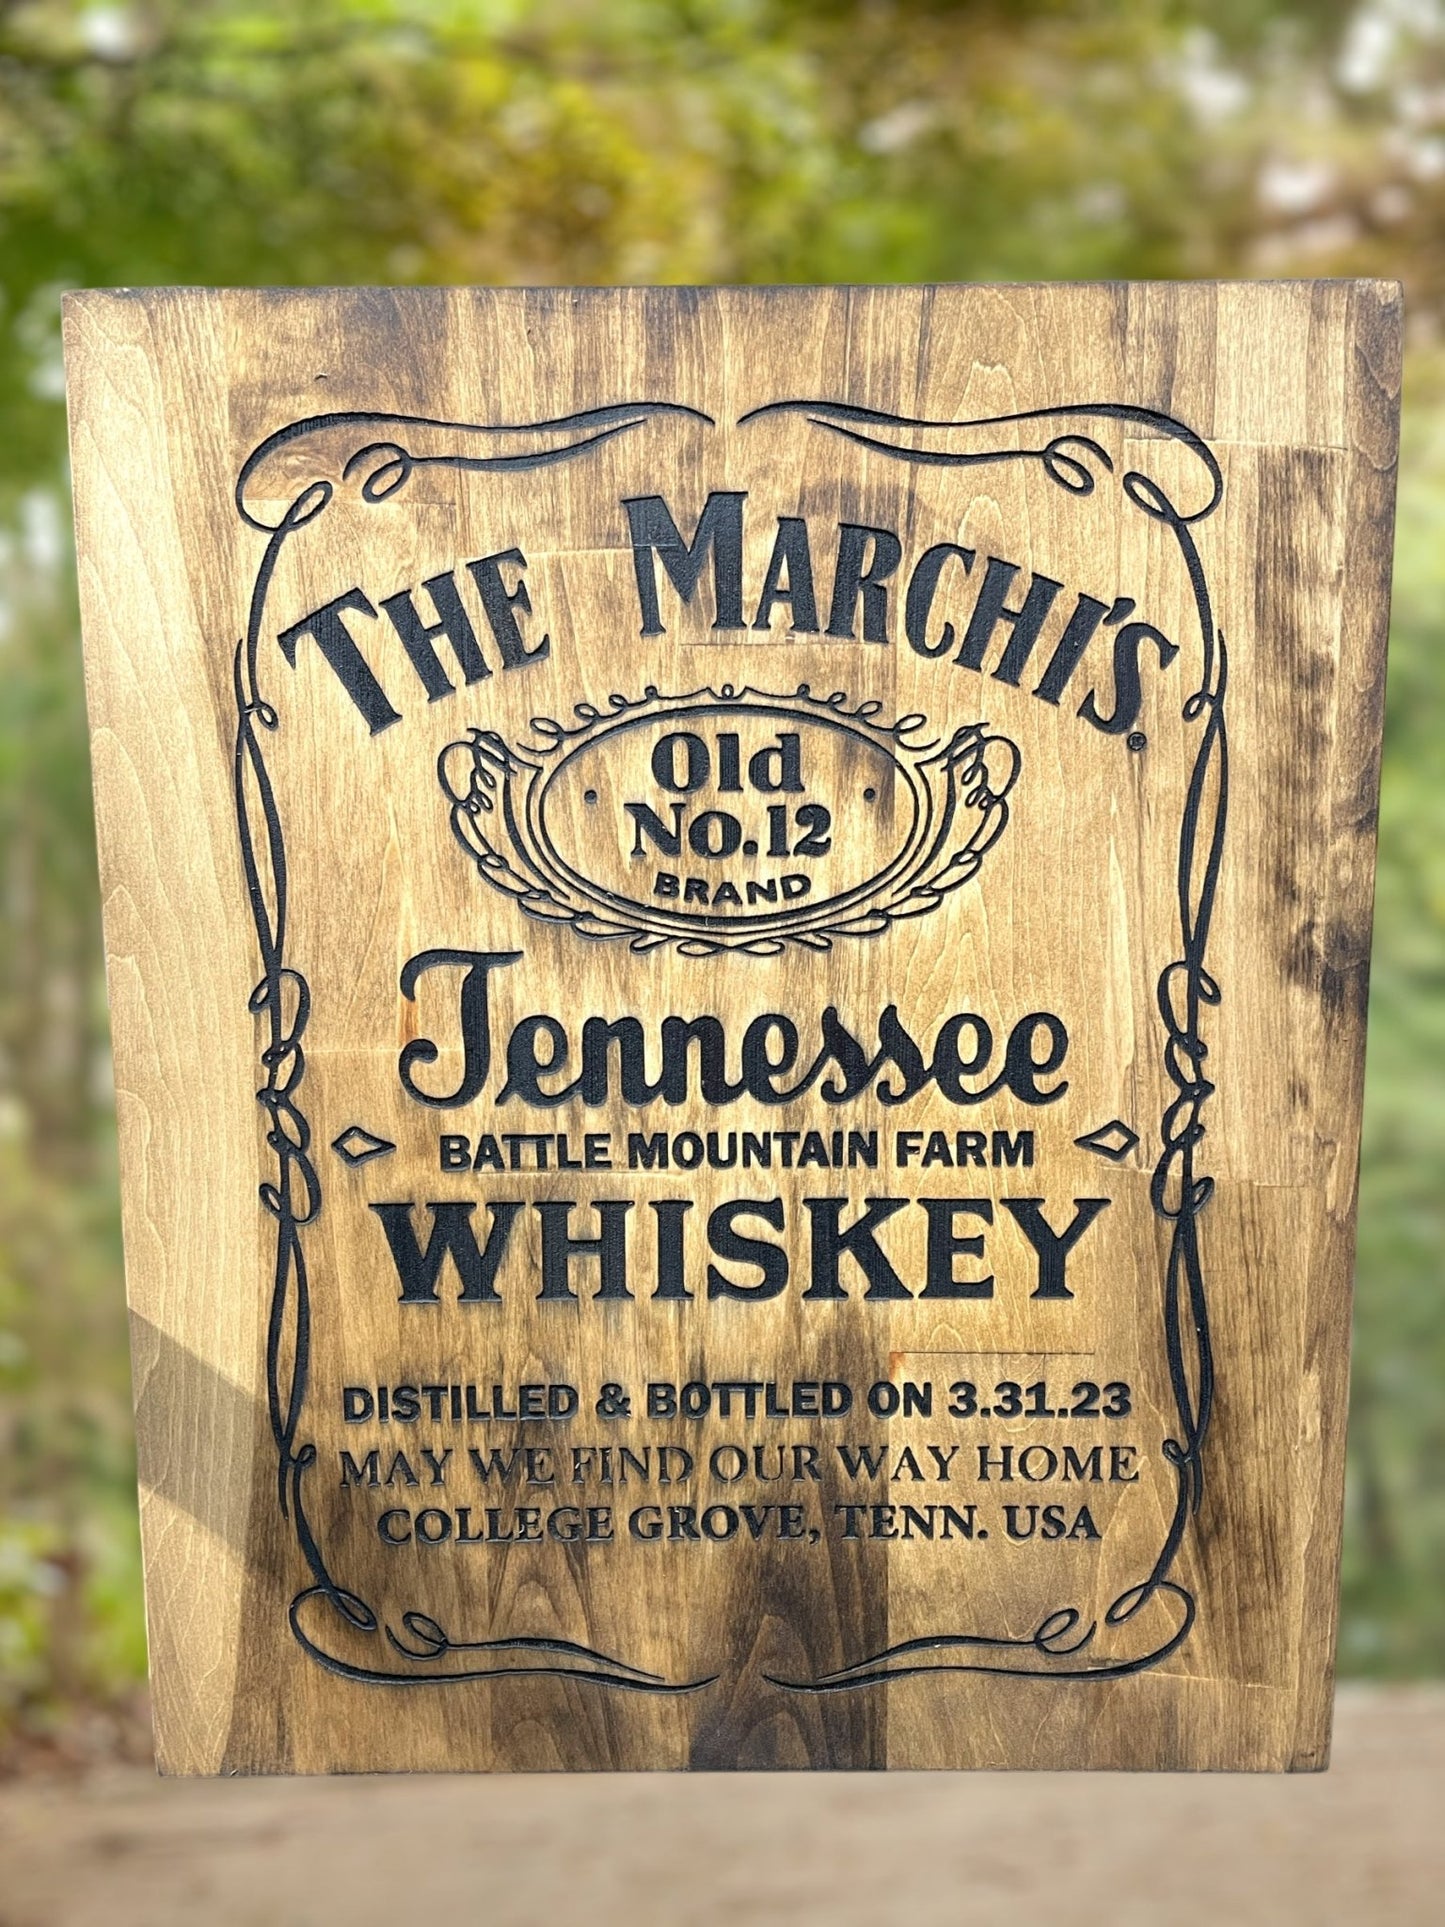 THE MARCHI'S®
Old
·No.12·
BRAND
Tennessee
BATTLE MOUNTAIN FARM
WHISKEY
DISTILLED & BOTTLED ON 3.31.23
MAY WE FIND OUR WAY HOME
COLLEGE GROVE, TENN. USA